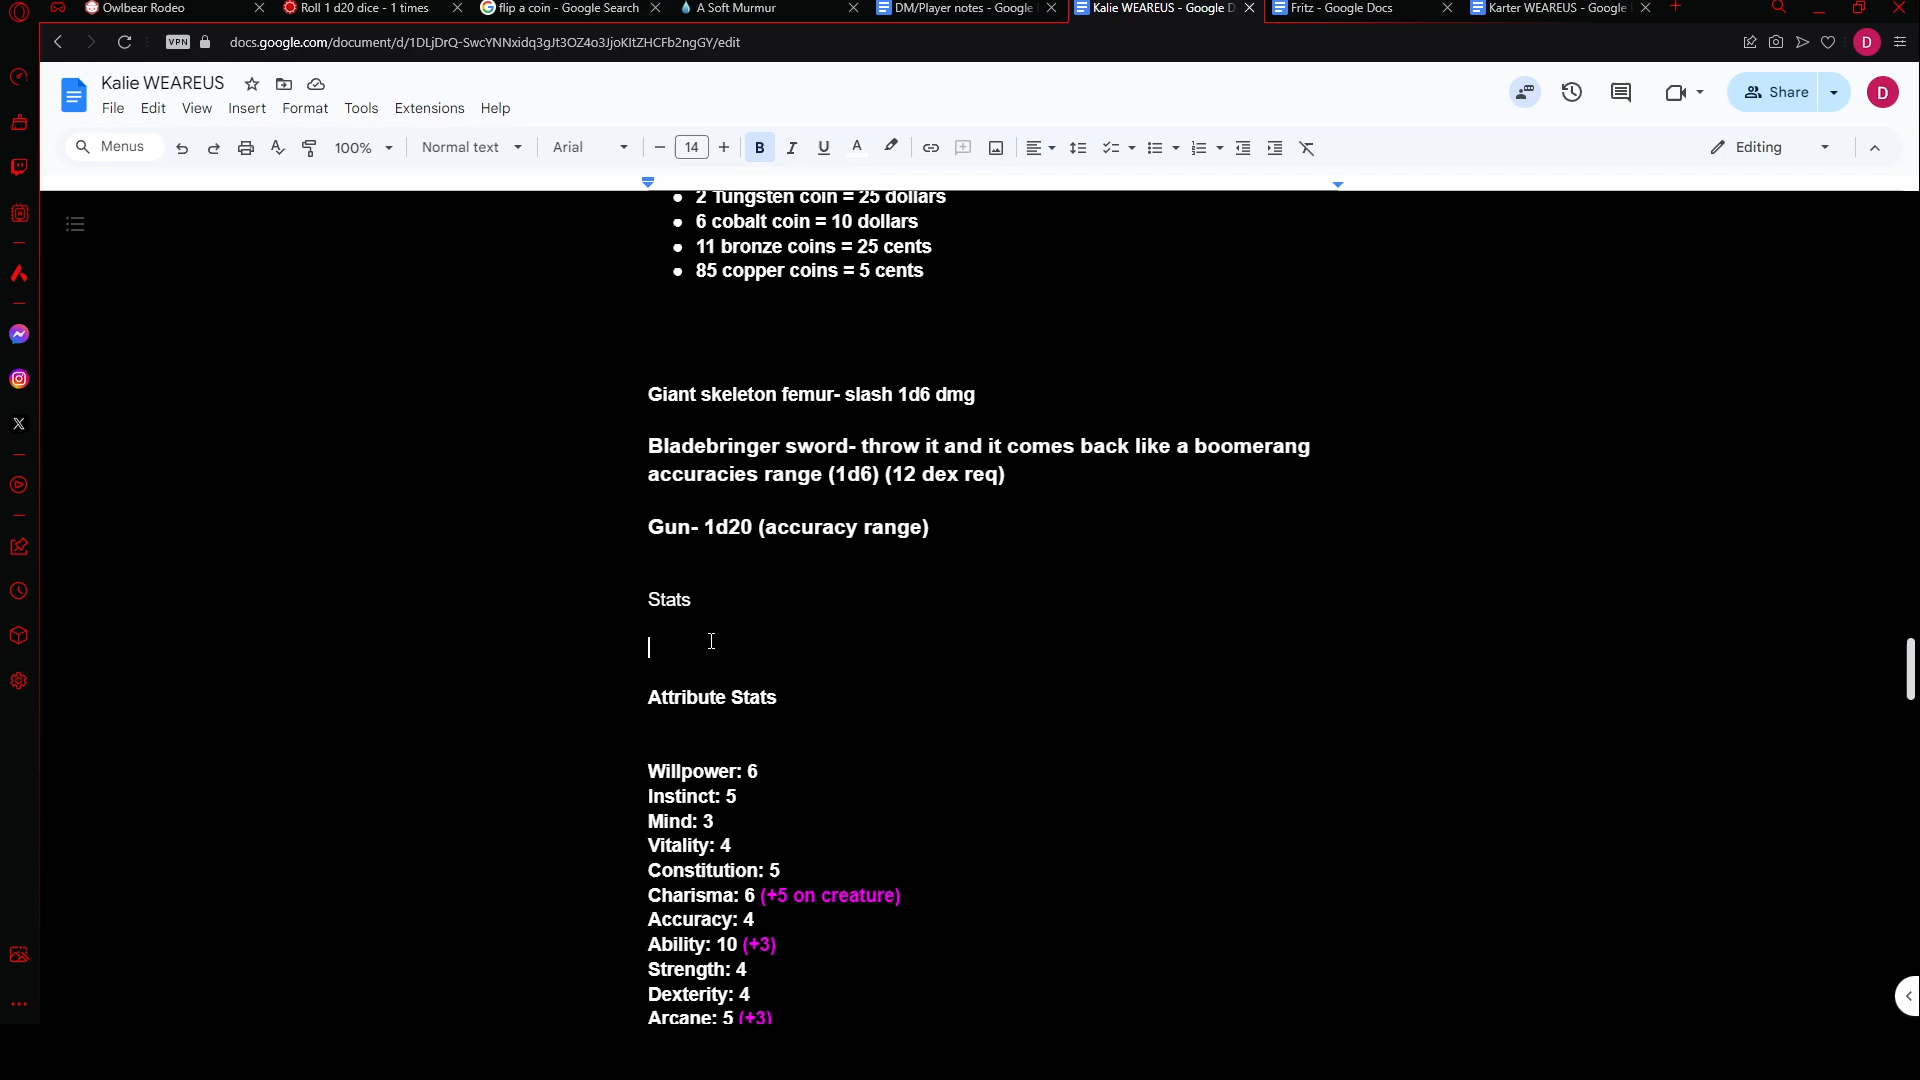 Owlbear Rodeo
Roll 1 d20 dice - 1 times
flip a coin - Google Search
A Soft Murmur
DM/Player notes - Google
Kalie WEAREUS - Google D
Fritz - Google Docs
Karter WEAREUS - Google
VPN
docs.google.com/document/d/1DLjDrQ-SwcYNNxidq3gJt3OZ4o3JjoKItZHCFb2ngGY/edit
D
Kalie WEAREUS
File Edit View Insert Format Tools Extensions Help
Share
D
Menus
100%
Normal text
Arial
14
B I U A
Editing
2 Tungsten coin = 25 dollars
6 cobalt coin = 10 dollars
11 bronze coins = 25 cents
85 copper coins = 5 cents
Giant skeleton femur- slash 1d6 dmg
Bladebringer sword- throw it and it comes back like a boomerang
accuracies range (1d6) (12 dex req)
Gun- 1d20 (accuracy range)
Stats
Attribute Stats
Willpower: 6
Instinct: 5
Mind: 3
Vitality: 4
Constitution: 5
Charisma: 6 (+5 on creature)
Accuracy: 4
Ability: 10 (+3)
Strength: 4
Dexterity: 4
Arcane: 5 (+3)